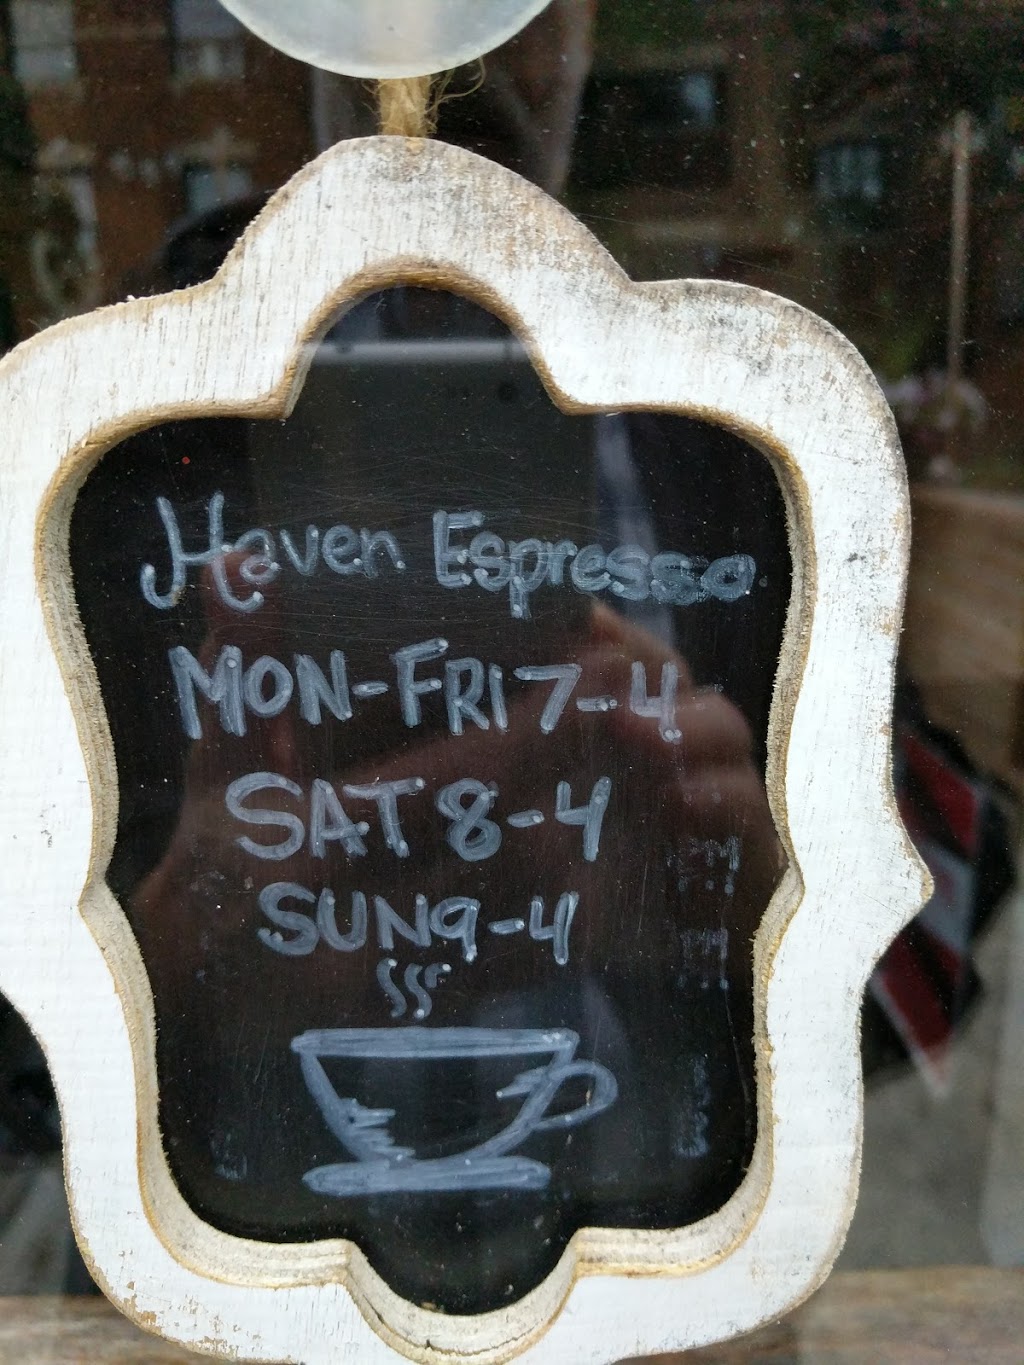 Haven Espresso
MON-FRI 7-4
SAT 8-4
SUN 9-4